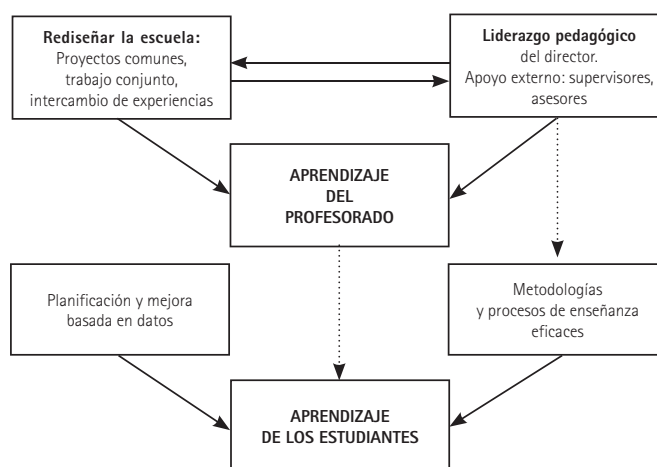 Rediseñar la escuela:
Proyectos comunes,
trabajo conjunto,
intercambio de experiencias
Liderazgo pedagógico
del director.
Apoyo externo: supervisores,
asesores
APRENDIZAJE
DEL
PROFESORADO
Planificación y mejora
basada en datos
Metodologías
y procesos de enseñanza
eficaces
APRENDIZAJE
DE LOS ESTUDIANTES